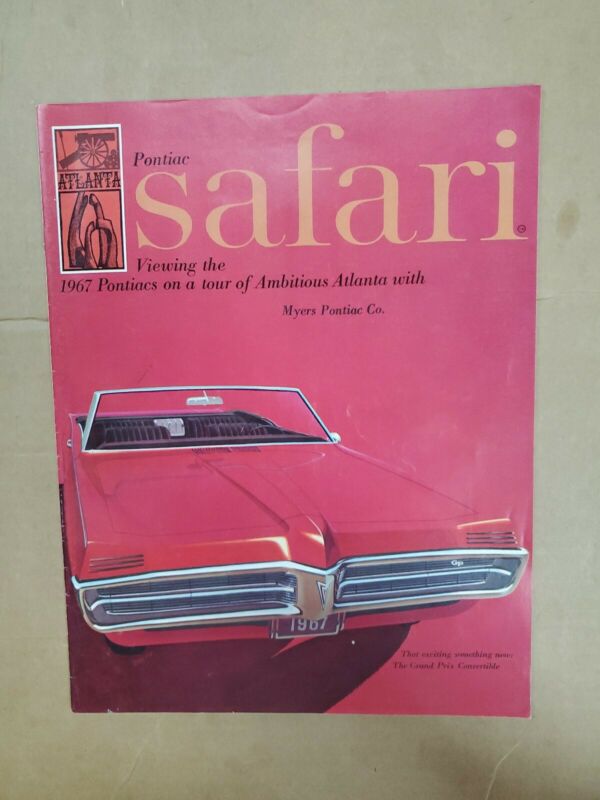 ATLANTA
Pontiac
safari
Viewing the
1967 Pontiacs on a tour of Ambitious Atlanta with
Myers Pontiac Co.
GP
1967
That exciting something new:
The Grand Prix Convertible